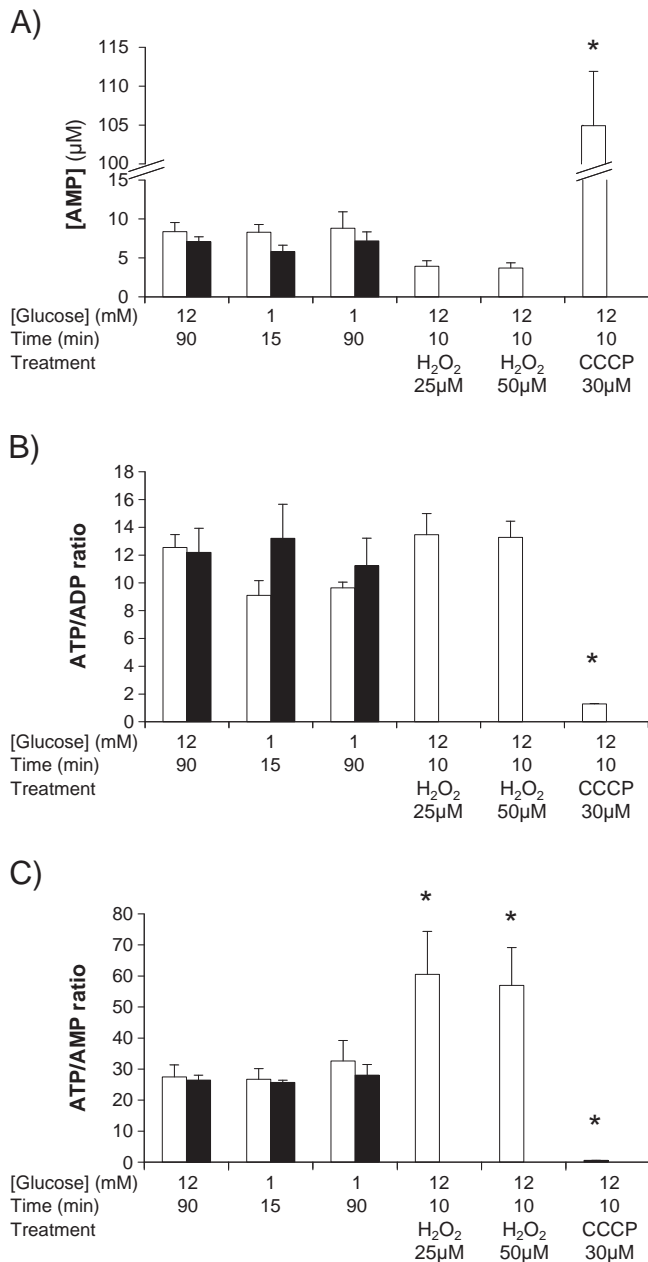 A)
115
110
105
100
15
10
5
0
[AMP] (µM)
*
[Glucose] (mM) 12 1 1 12 12 12
Time (min) 90 15 90 10 10 10
Treatment H₂O₂ H₂O₂ CCCP
25µM 50µM 30µM
B)
18
16
14
12
10
8
6
4
2
0
ATP/ADP ratio
*
[Glucose] (mM) 12 1 1 12 12 12
Time (min) 90 15 90 10 10 10
Treatment H₂O₂ H₂O₂ CCCP
25µM 50µM 30µM
C)
80
70
60
50
40
30
20
10
0
ATP/AMP ratio
* * *
[Glucose] (mM) 12 1 1 12 12 12
Time (min) 90 15 90 10 10 10
Treatment H₂O₂ H₂O₂ CCCP
25µM 50µM 30µM